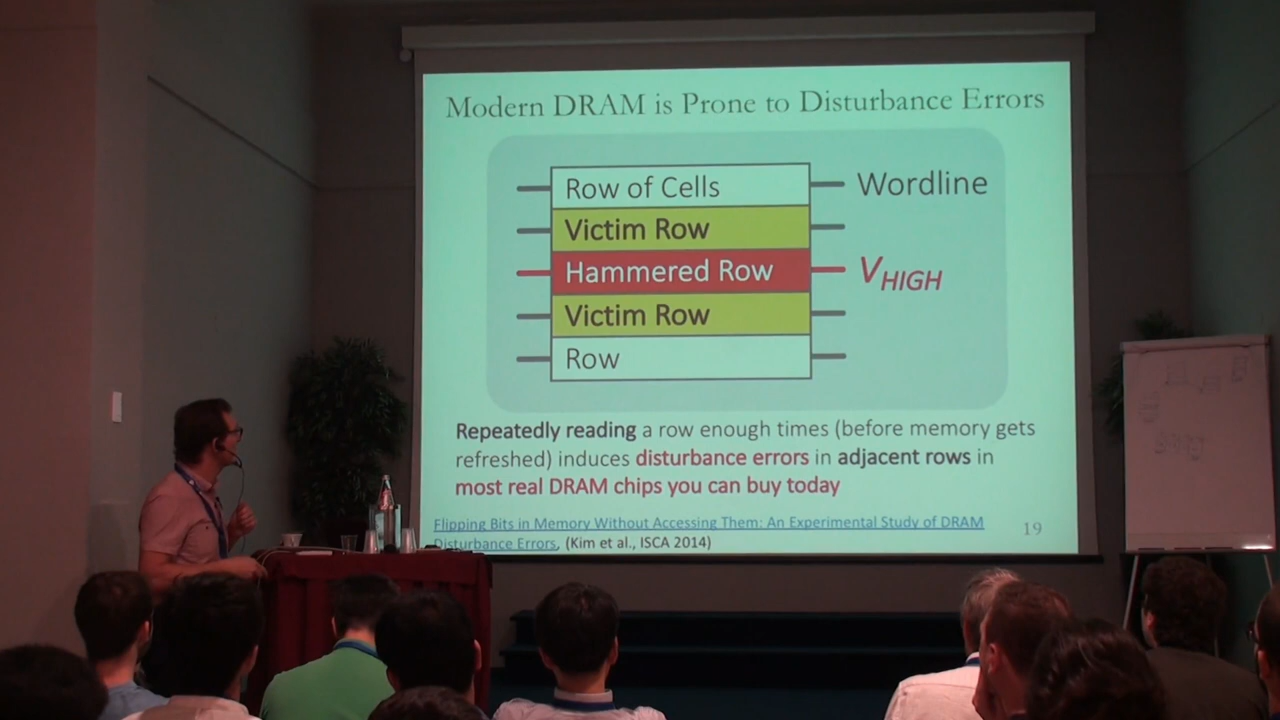 Modern DRAM is Prone to Disturbance Errors
Row of Cells
Wordline
Victim Row
Hammered Row
VHIGH
Victim Row
Row
Repeatedly reading a row enough times (before memory gets
refreshed) induces disturbance errors in adjacent rows in
most real DRAM chips you can buy today
Flipping Bits in Memory Without Accessing Them: An Experimental Study of DRAM
Disturbance Errors, (Kim et al., ISCA 2014)
19